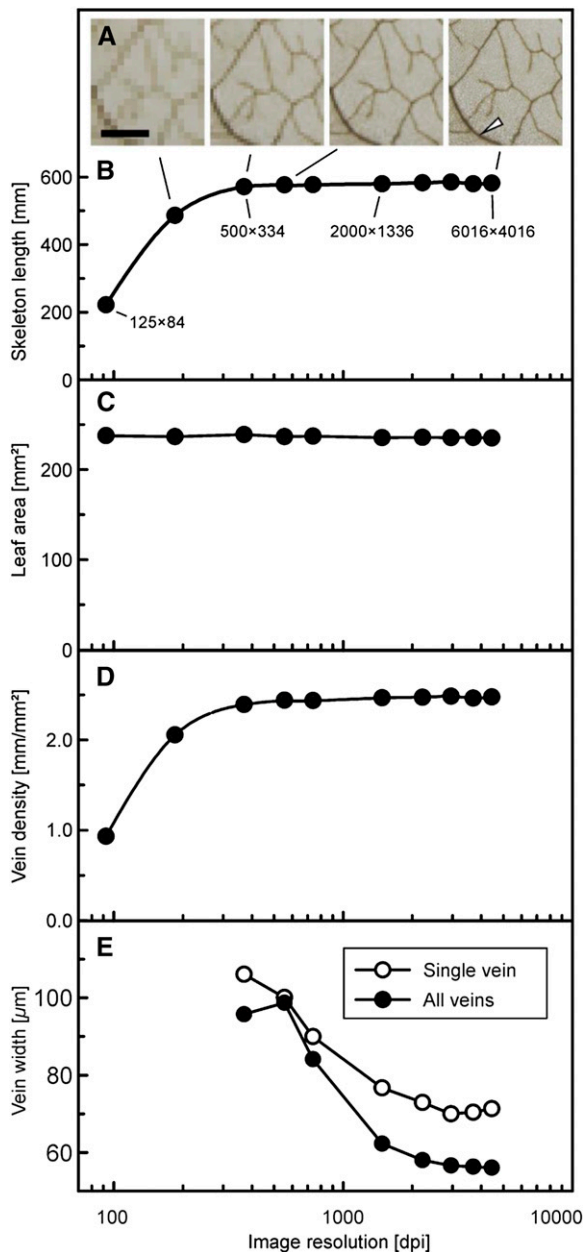 A
B
600
400
200
0
Skeleton length [mm]
125×84
500×334
2000×1336
6016×4016
C
200
100
0
Leaf area [mm²]
D
2.0
1.0
0.0
Vein density [mm/mm²]
E
100
80
60
Vein width [µm]
Single vein
All veins
100
1000
10000
Image resolution [dpi]